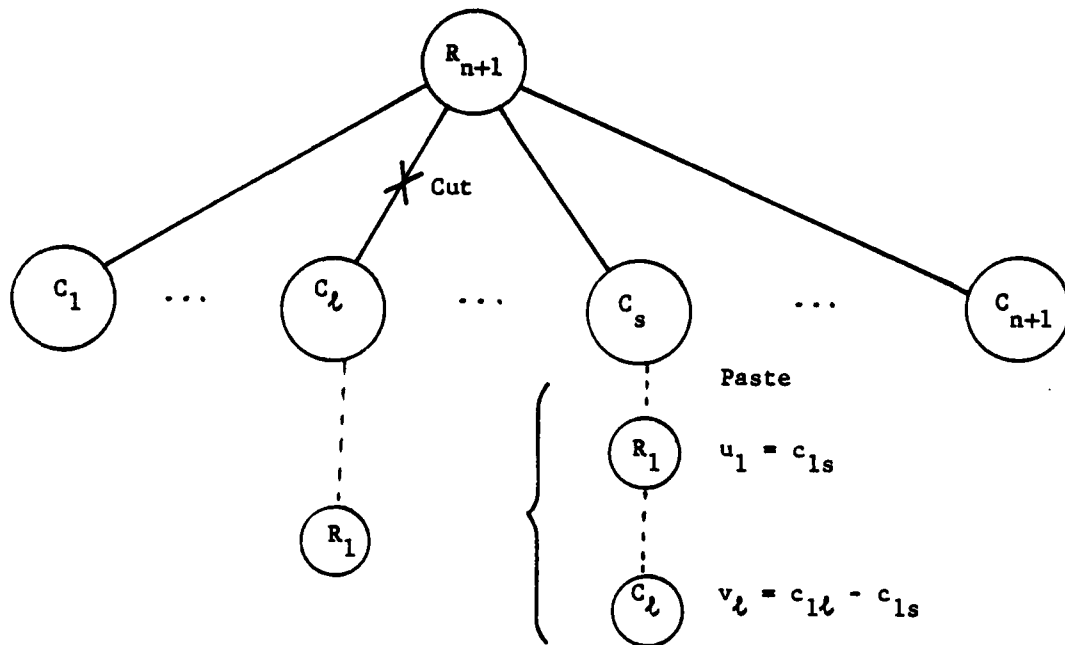 R_{n+1}
Cut
C_1 ... C_ℓ ... C_s ... C_{n+1}
Paste
R_1 u_1 = c_{1s}
R_1
C_ℓ v_ℓ = c_{1ℓ} - c_{1s}